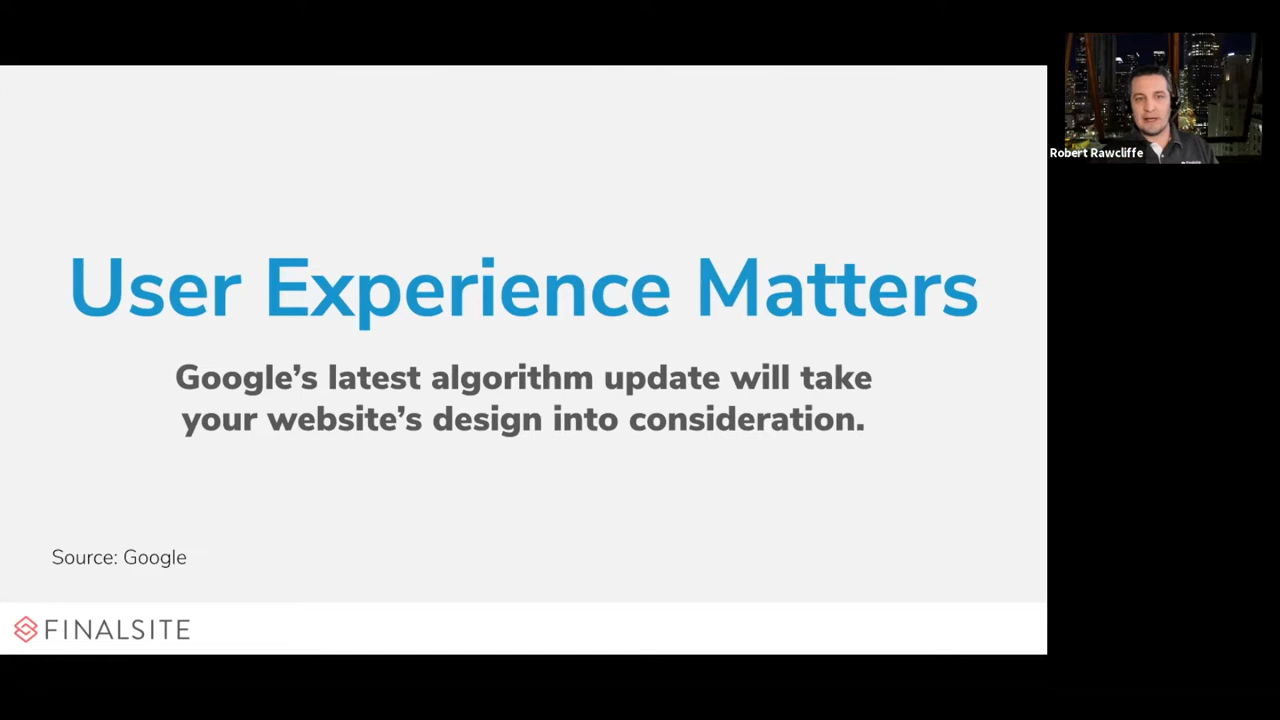 User Experience Matters
Google's latest algorithm update will take
your website's design into consideration.
Source: Google
FINALSITE
Robert Rawcliffe